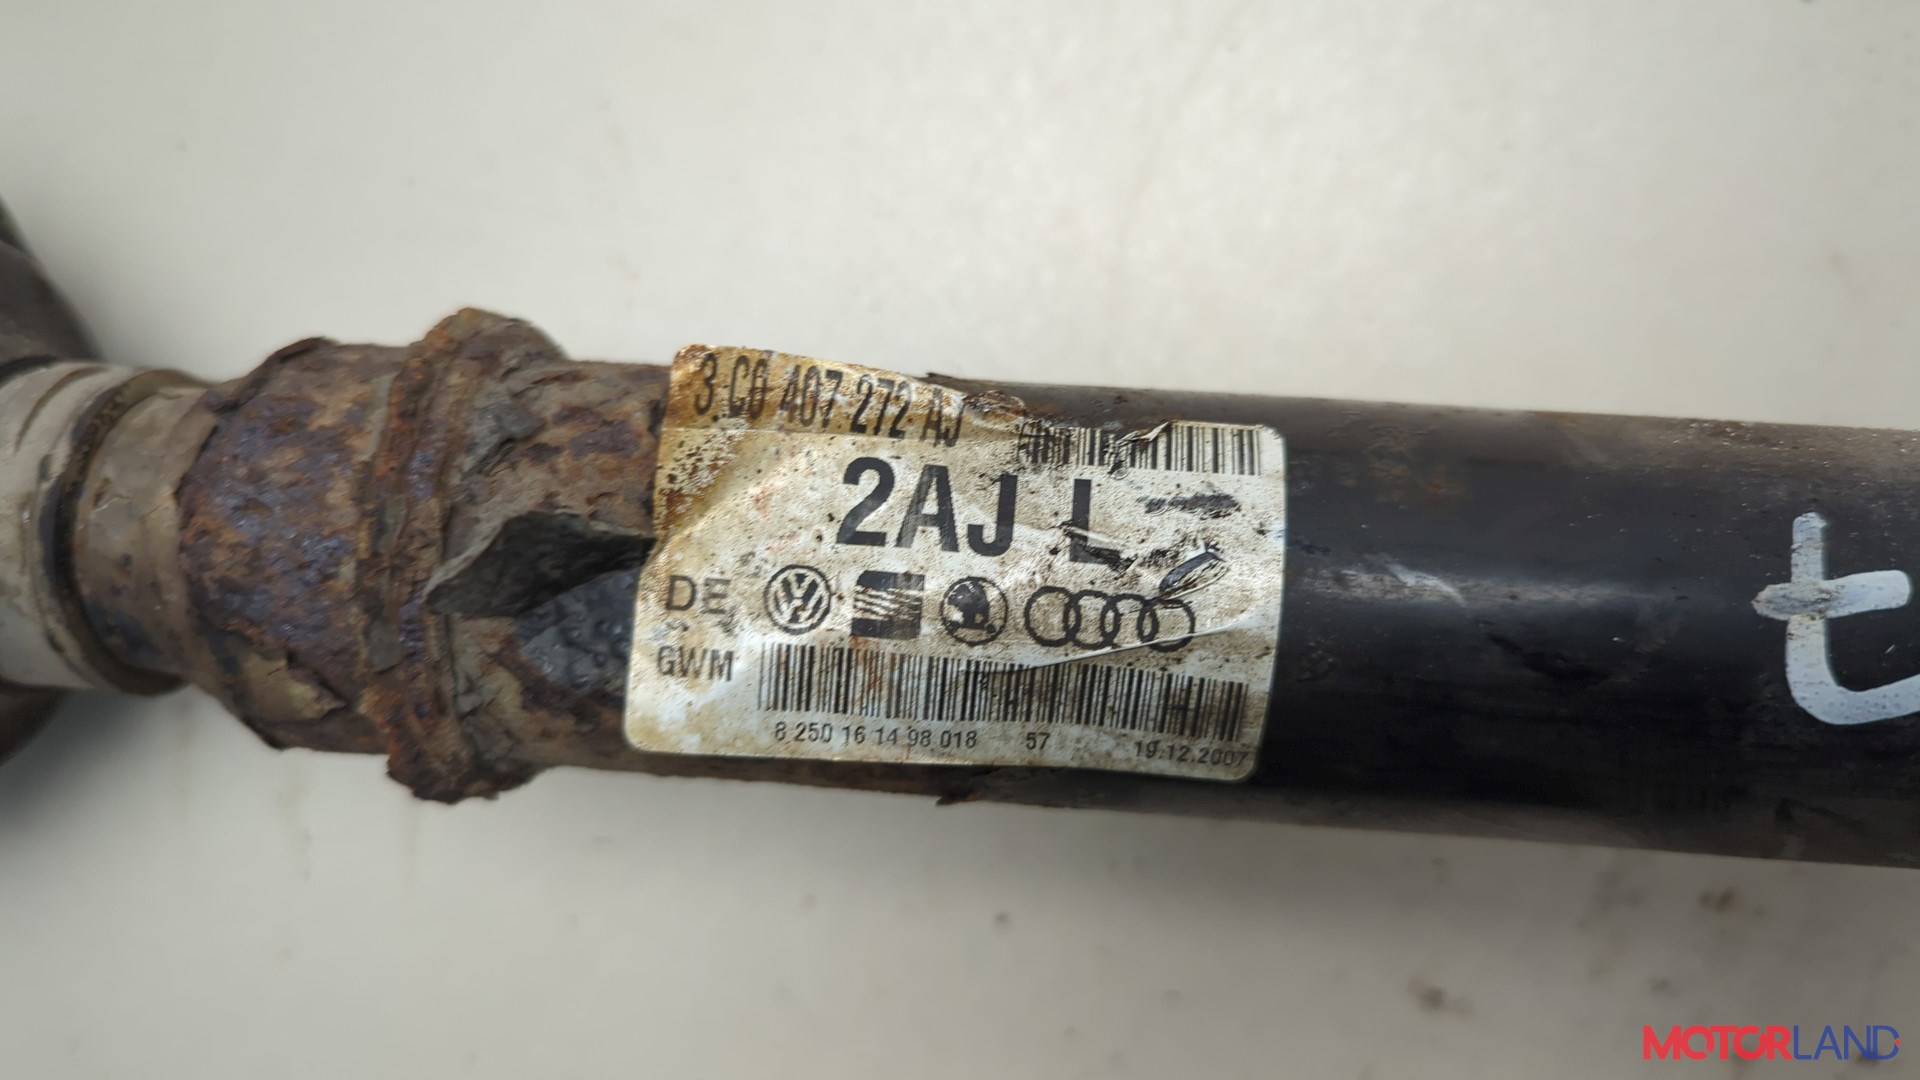 3 C0 407 272 AJ
2AJ L
DE
GWM
8 250 16 14 98 018 57 19.12.2007
t
MOTORLAND